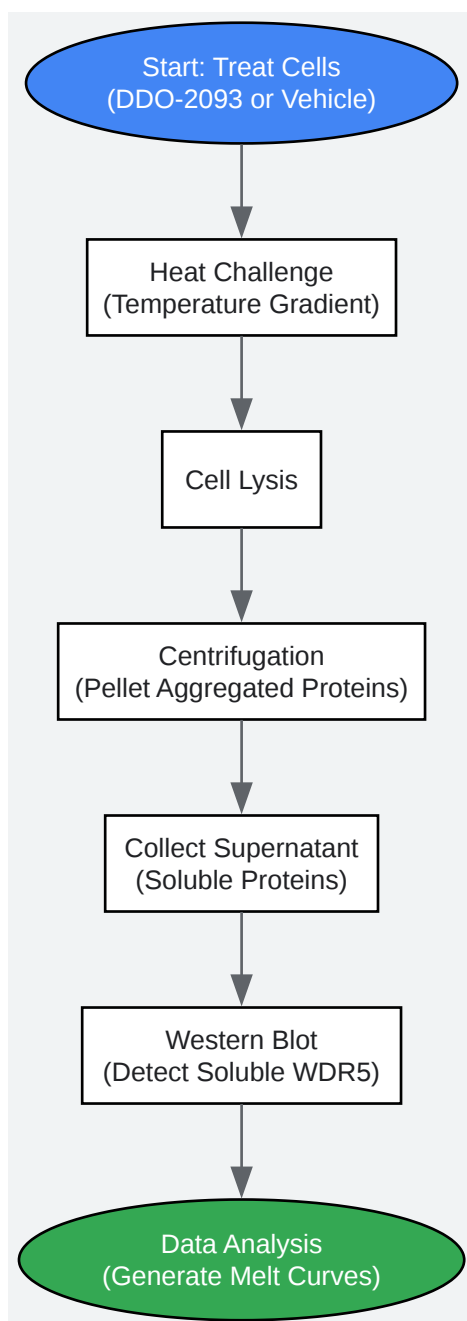 Start: Treat Cells
(DDO-2093 or Vehicle)
Heat Challenge
(Temperature Gradient)
Cell Lysis
Centrifugation
(Pellet Aggregated Proteins)
Collect Supernatant
(Soluble Proteins)
Western Blot
(Detect Soluble WDR5)
Data Analysis
(Generate Melt Curves)